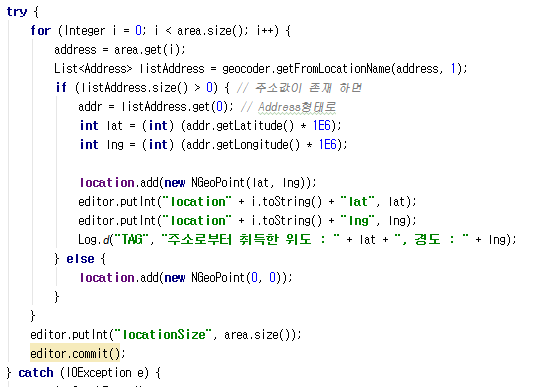 try {
for (Integer i = 0; i < area.size(); i++) {
address = area.get(i);
List<Address> listAddress = geocoder.getFromLocationName(address, 1);
if (listAddress.size() > 0) { // 주소값이 존재 하면
addr = listAddress.get(0); // Address형태로
int lat = (int) (addr.getLatitude() * 1E6);
int lng = (int) (addr.getLongitude() * 1E6);
location.add(new NGeoPoint(lat, lng));
editor.putInt("location" + i.toString() + "lat", lat);
editor.putInt("location" + i.toString() + "lng", lng);
Log.d("TAG", "주소로부터 취득한 위도 : " + lat + ", 경도 : " + lng);
} else {
location.add(new NGeoPoint(0, 0));
}
}
editor.putInt("locationSize", area.size());
editor.commit();
} catch (IOException e) {